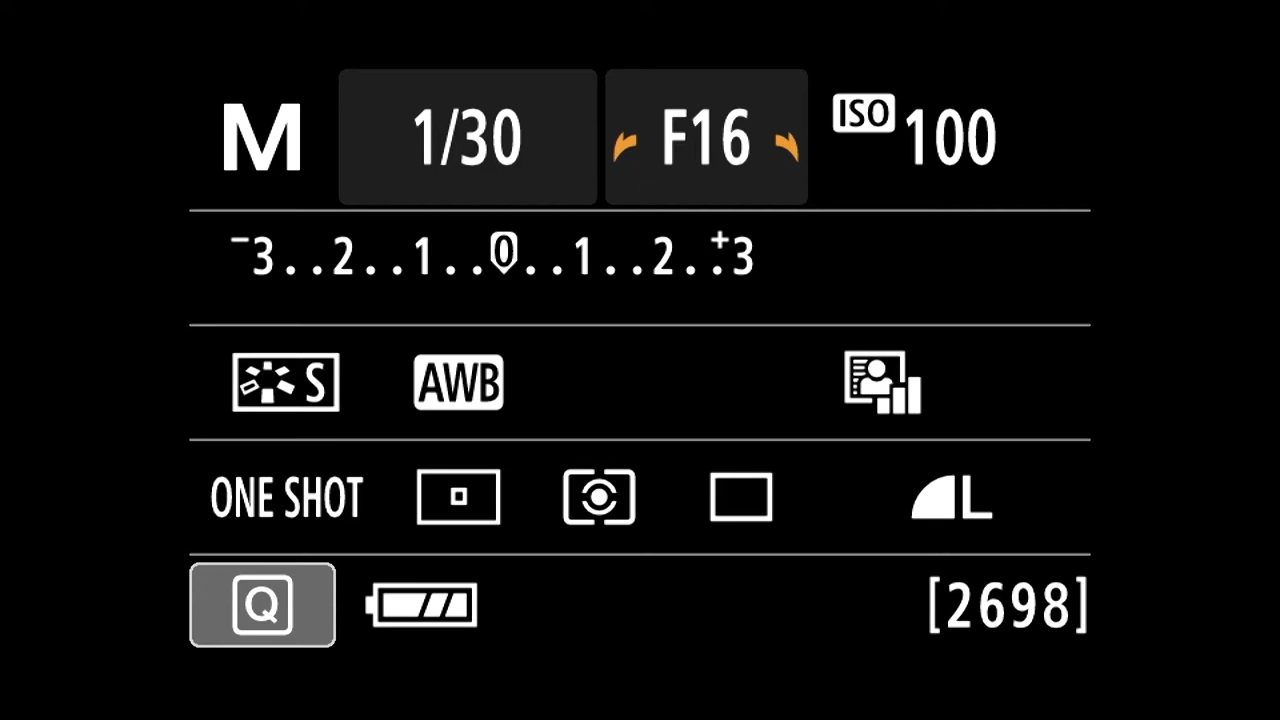 M 1/30 F16 ISO 100
-3..2..1..0..1..2..+3
S AWB
ONE SHOT L
Q [2698]